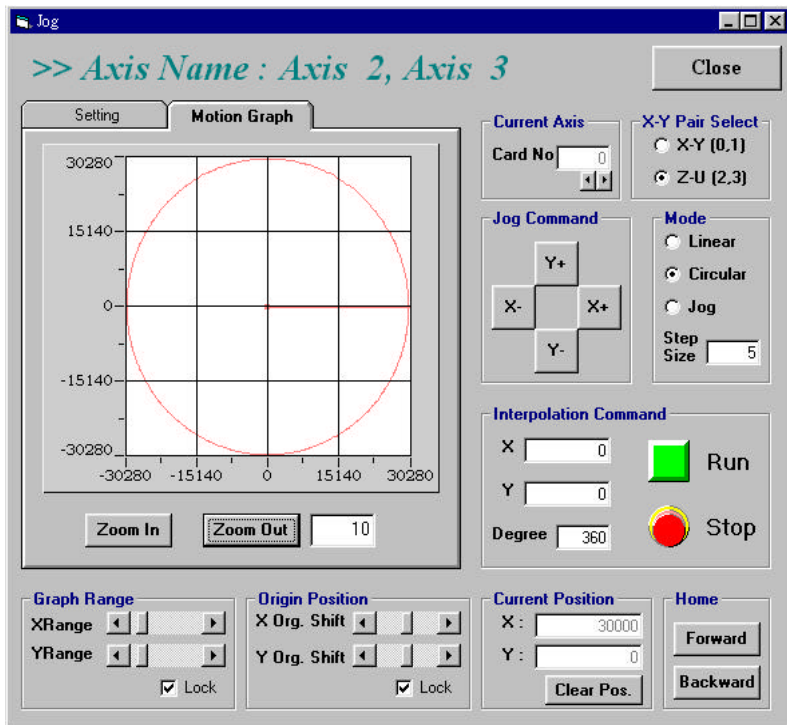 Jog
>> Axis Name : Axis 2, Axis 3
Close
Setting
Motion Graph
30280
15140
0
-15140
-30280
-30280 -15140 0 15140 30280
Zoom In
Zoom Out
10
Current Axis
Card No 0
X-Y Pair Select
X-Y (0,1)
Z-U (2,3)
Jog Command
Y+
X-
X+
Y-
Mode
Linear
Circular
Jog
Step
Size 5
Interpolation Command
X 0
Y 0
Degree 360
Run
Stop
Graph Range
XRange
YRange
Lock
Origin Position
X Org. Shift
Y Org. Shift
Lock
Current Position
X : 30000
Y : 0
Clear Pos.
Home
Forward
Backward